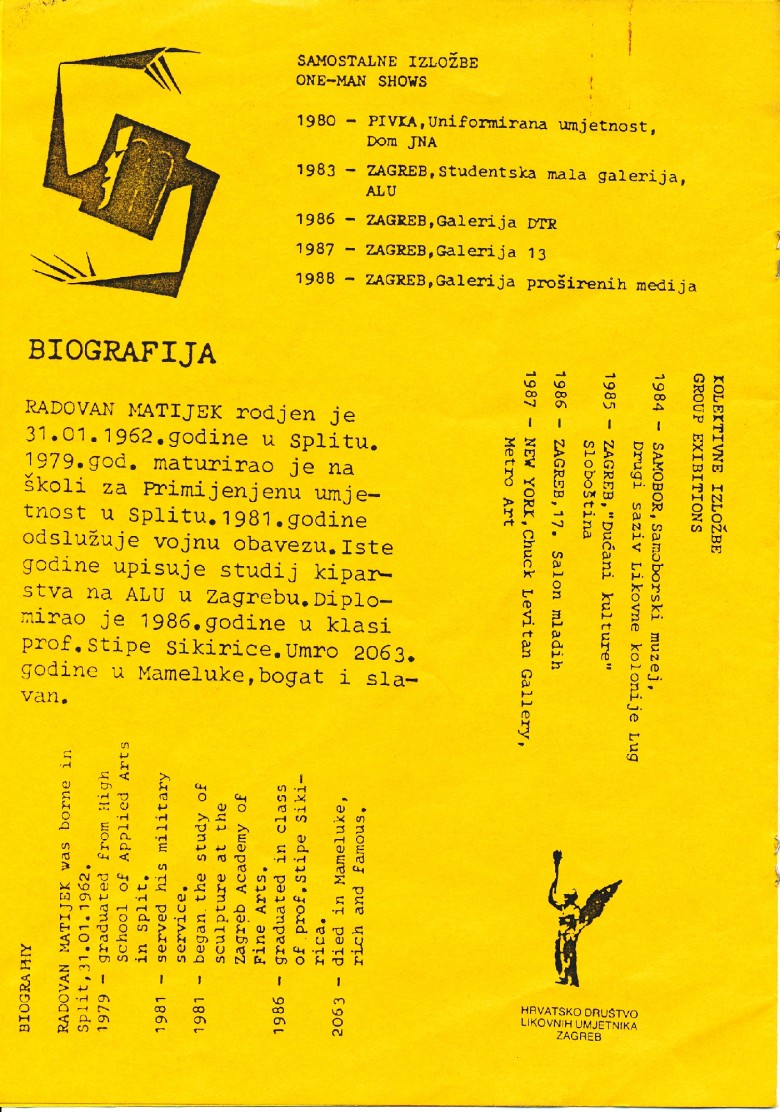 SAMOSTALNE IZLOŽBE
ONE-MAN SHOWS
1980 - PIVKA,Uniformirana umjetnost,
Dom JNA
1983 - ZAGREB,Studentska mala galerija,
ALU
1986 - ZAGREB,Galerija DTR
1987 - ZAGREB,Galerija 13
1988 - ZAGREB,Galerija proširenih medija
BIOGRAFIJA
RADOVAN MATIJEK rodjen je
31.01.1962.godine u Splitu.
1979.god. maturirao je na
školi za Primijenjenu umje-
tnost u Splitu.1981.godine
odslužuje vojnu obavezu.Iste
godine upisuje studij kipar-
stva na ALU u Zagrebu.Diplo-
mirao je 1986.godine u klasi
prof.Stipe Sikirice.Umro 2063.
godine u Mameluke,bogat i sla-
van.
KOLEKTIVNE IZLOŽBE
GROUP EXIBITIONS
1984 - SAMOBOR,Samoborski muzej,
Drugi saziv Likovne kolonije Lug
1985 - ZAGREB,"Dućani kulture"
Sloboština
1986 - ZAGREB,17. Salon mladih
1987 - NEW YORK,Chuck Levitan Gallery,
Metro Art
BIOGRAHIY
RADOVAN MATIJEK was borne in
Split,31.01.1962.
1979 - graduated from High
School of Applied Arts
in Split.
1981 - served his military
service.
1981 - began the study of
sculpture at the
Zagreb Academy of
Fine Arts.
1986 - graduated in class
of prof.Stipe Siki-
rica.
2063 - died in Mameluke,
rich and famous.
HRVATSKO DRUŠTVO
LIKOVNIH UMJETNIKA
ZAGREB